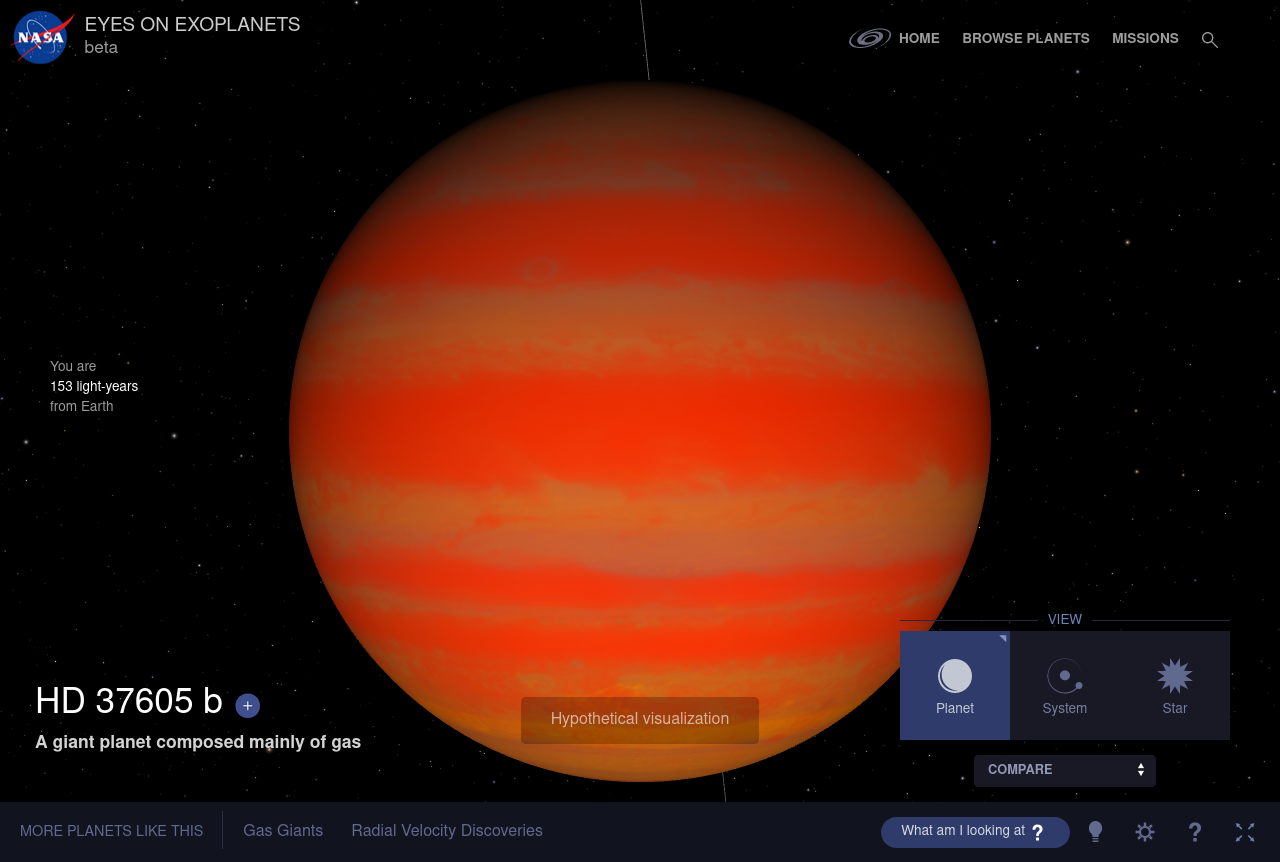 NASA
EYES ON EXOPLANETS
beta
HOME
BROWSE PLANETS
MISSIONS
You are
153 light-years
from Earth
VIEW
Planet
System
Star
HD 37605 b +
A giant planet composed mainly of gas
Hypothetical visualization
COMPARE
MORE PLANETS LIKE THIS
Gas Giants
Radial Velocity Discoveries
What am I looking at ?
?